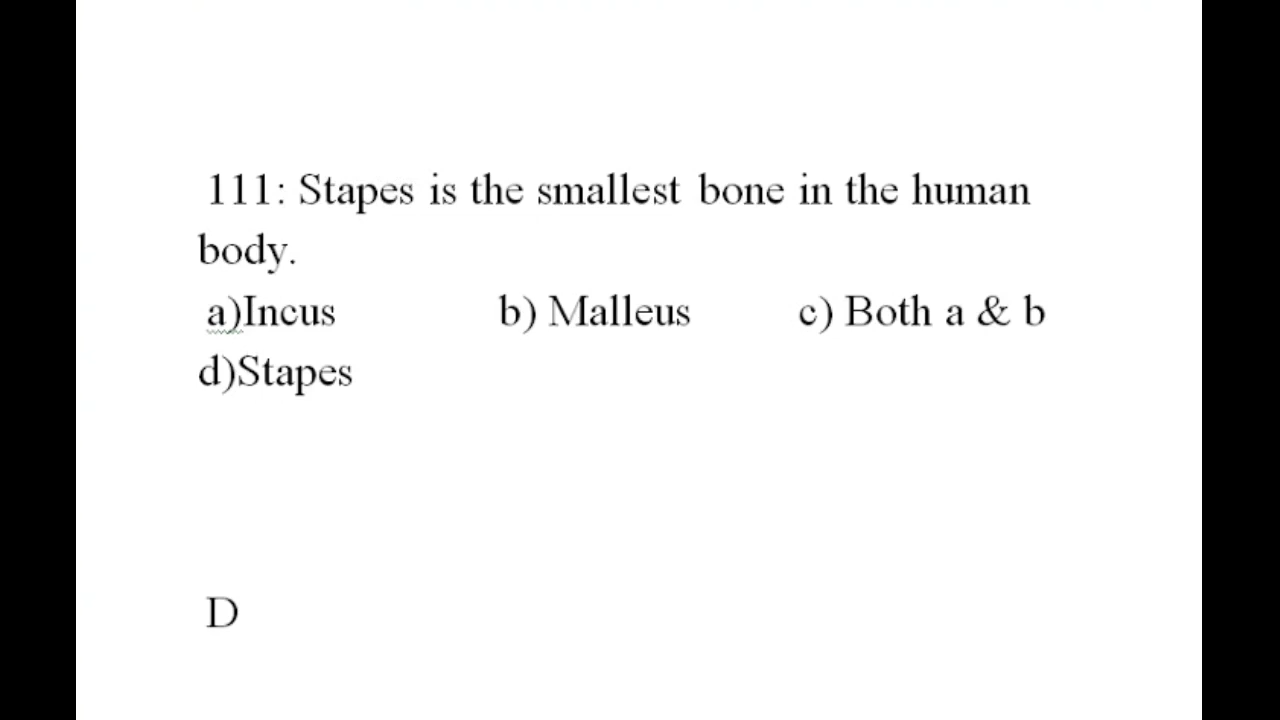 111: Stapes is the smallest bone in the human
body.
a)Incus b) Malleus c) Both a & b
d)Stapes
D